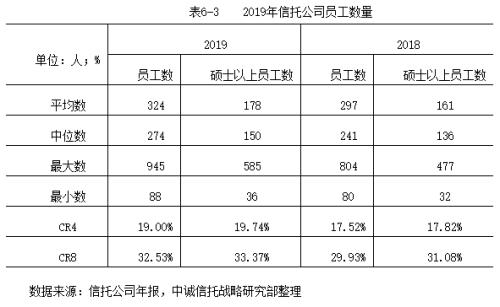 表6-3 2019年信托公司员工数量
单位：人；% 2019 2018
员工数 硕士以上员工数 员工数 硕士以上员工数
平均数 324 178 297 161
中位数 274 150 241 136
最大数 945 585 804 477
最小数 88 36 80 32
CR4 19.00% 19.74% 17.52% 17.82%
CR8 32.53% 33.37% 29.93% 31.08%
数据来源：信托公司年报，中诚信托战略研究部整理